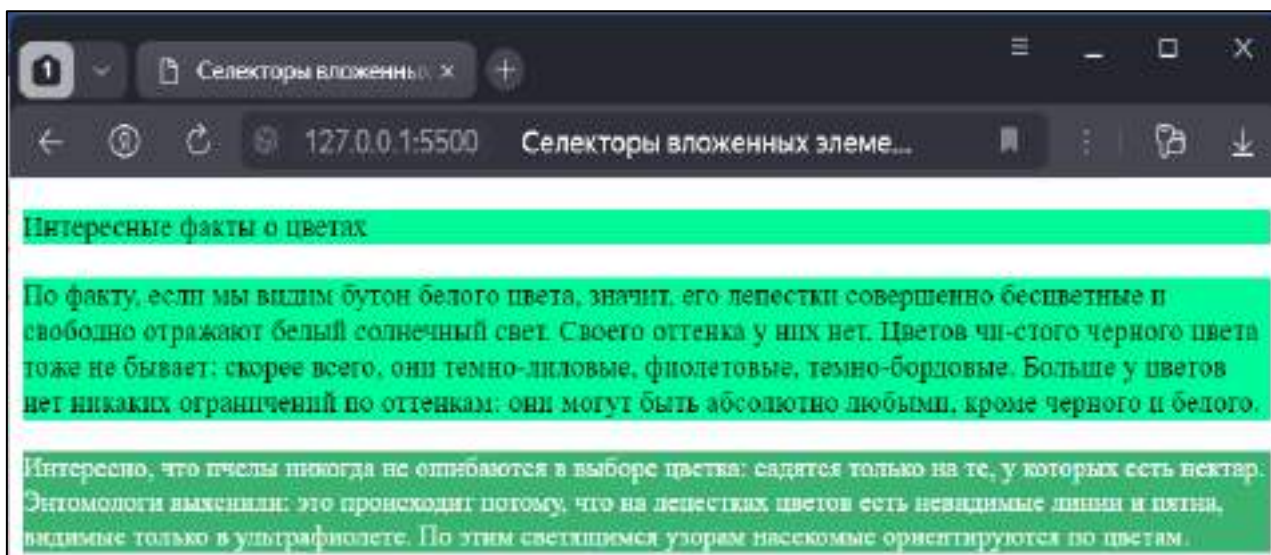 1
Селекторы вложенны
127.0.0.1:5500 Селекторы вложенных элеме...
Интересные факты о цветах
По факту, если мы видим бутон белого цвета, значит, его лепестки совершенно бесцветные и
свободно отражают белый солнечный свет. Своего оттенка у них нет. Цветов чи-стого черного цвета
тоже не бывает: скорее всего, они темно-лиловые, фиолетовые, темно-бордовые. Больше у цветов
нет никаких ограничений по оттенкам: они могут быть абсолютно любыми, кроме черного и белого.
Интересно, что пчелы никогда не ошибаются в выборе цветка: садятся только на те, у которых есть нектар.
Энтомологи выяснили: это происходит потому, что на лепестках цветов есть невидимые линии и пятна,
видимые только в ультрафиолете. По этим светящимся узорам насекомые ориентируются по цветам.